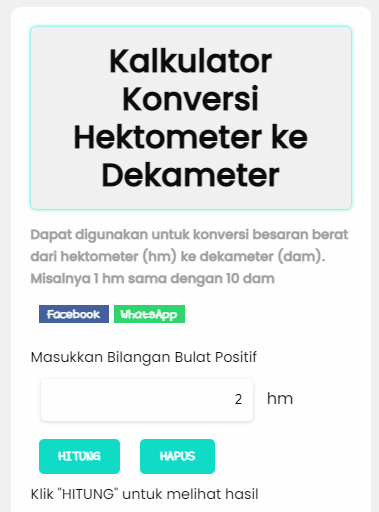 Kalkulator
Konversi
Hektometer ke
Dekameter
Dapat digunakan untuk konversi besaran berat
dari hektometer (hm) ke dekameter (dam).
Misalnya 1 hm sama dengan 10 dam
Facebook WhatsApp
Masukkan Bilangan Bulat Positif
2 hm
HITUNG HAPUS
Klik "HITUNG" untuk melihat hasil